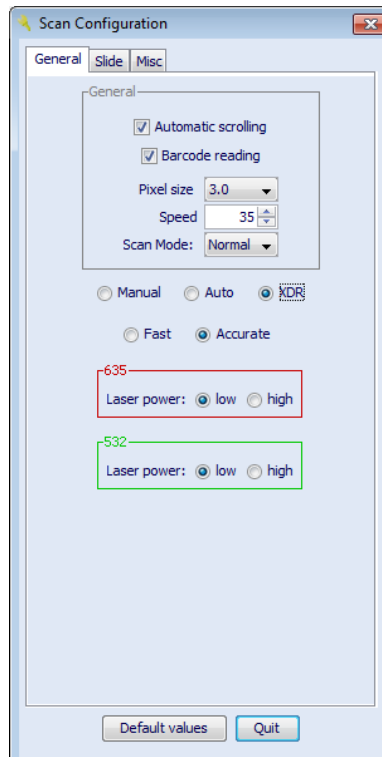 Scan Configuration
General Slide Misc
General
Automatic scrolling
Barcode reading
Pixel size 3.0
Speed 35
Scan Mode: Normal
Manual Auto XDR
Fast Accurate
635
Laser power: low high
532
Laser power: low high
Default values Quit